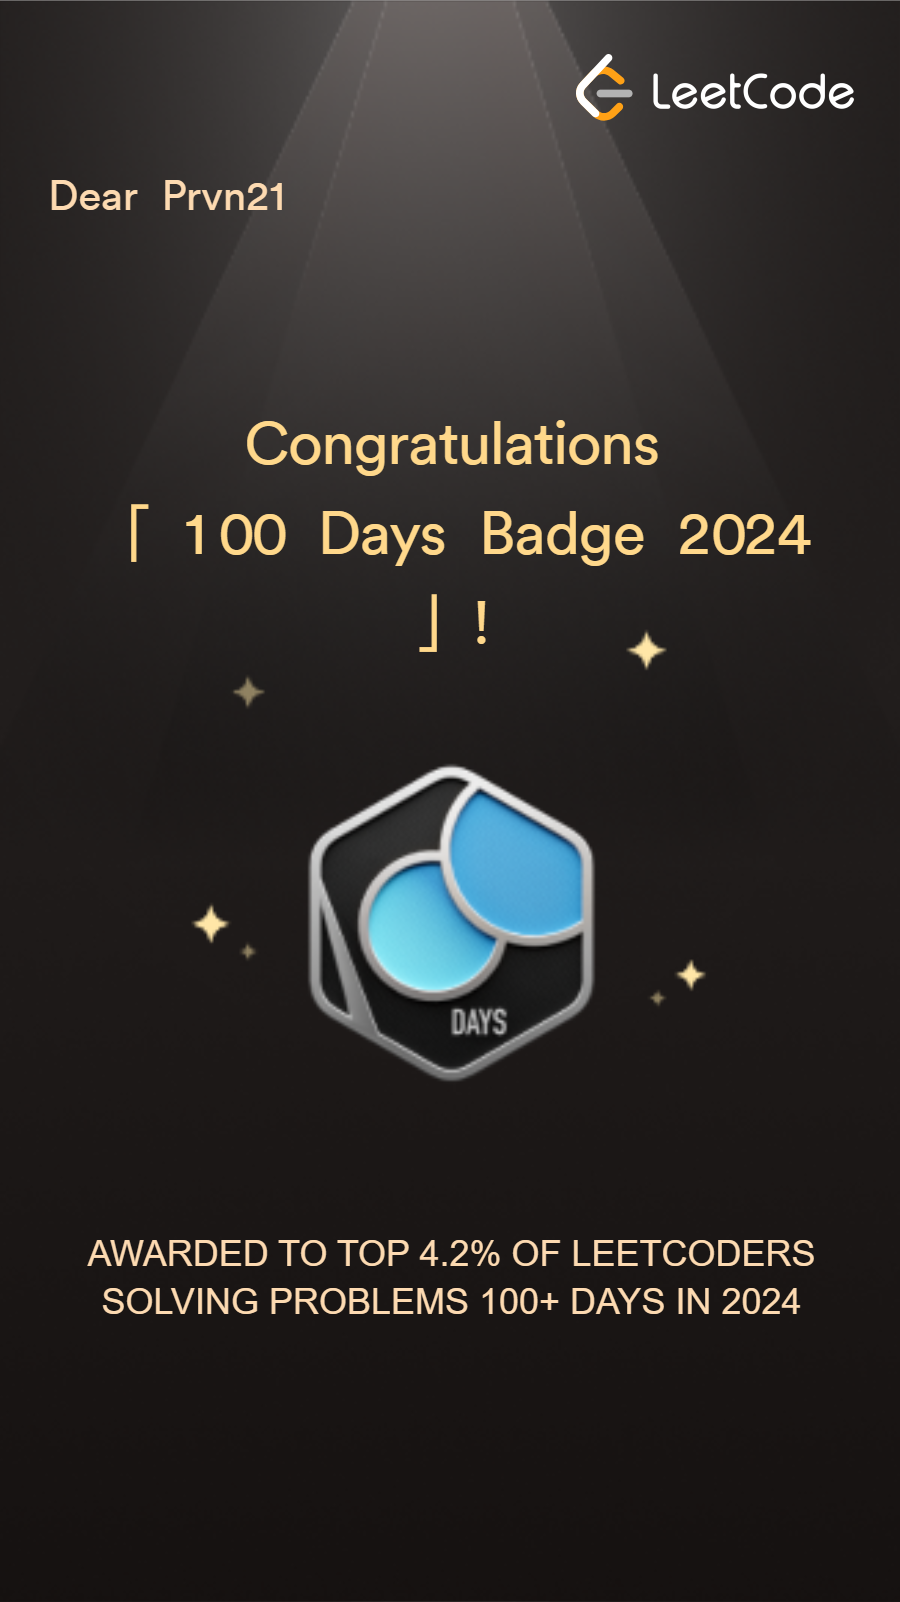 LeetCode
Dear Prvn21
Congratulations
「 100 Days Badge 2024
」!
DAYS
AWARDED TO TOP 4.2% OF LEETCODERS
SOLVING PROBLEMS 100+ DAYS IN 2024